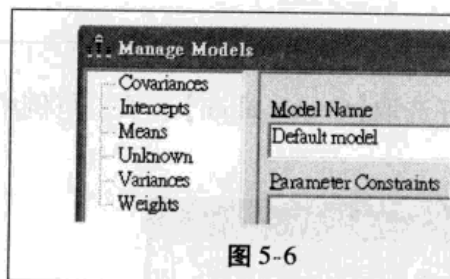 Manage Models
Covariances
Intercepts
Means
Unknown
Variances
Weights
Model Name
Default model
Parameter Constraints
图 5-6